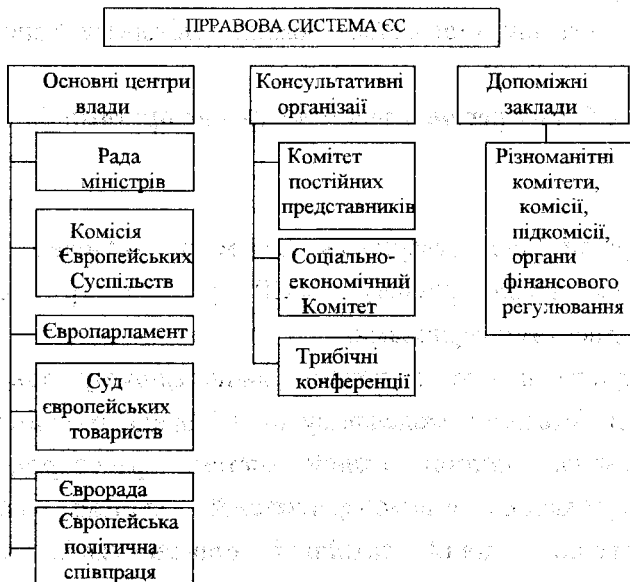 ПРРАВОВА СИСТЕМА ЄС
Основні центри
влади
Рада
міністрів
Комісія
Європейських
Суспільств
Європарламент
Суд
європейських
товариств
Єврорада
Європейська
політична
співпраця
Консультативні
організаії
Комітет
постійних
представників
Соціально-
економічний
Комітет
Трибічні
конференції
Допоміжні
заклади
Різноманітні
комітети,
комісії,
підкомісії,
органи
фінансового
регулювання